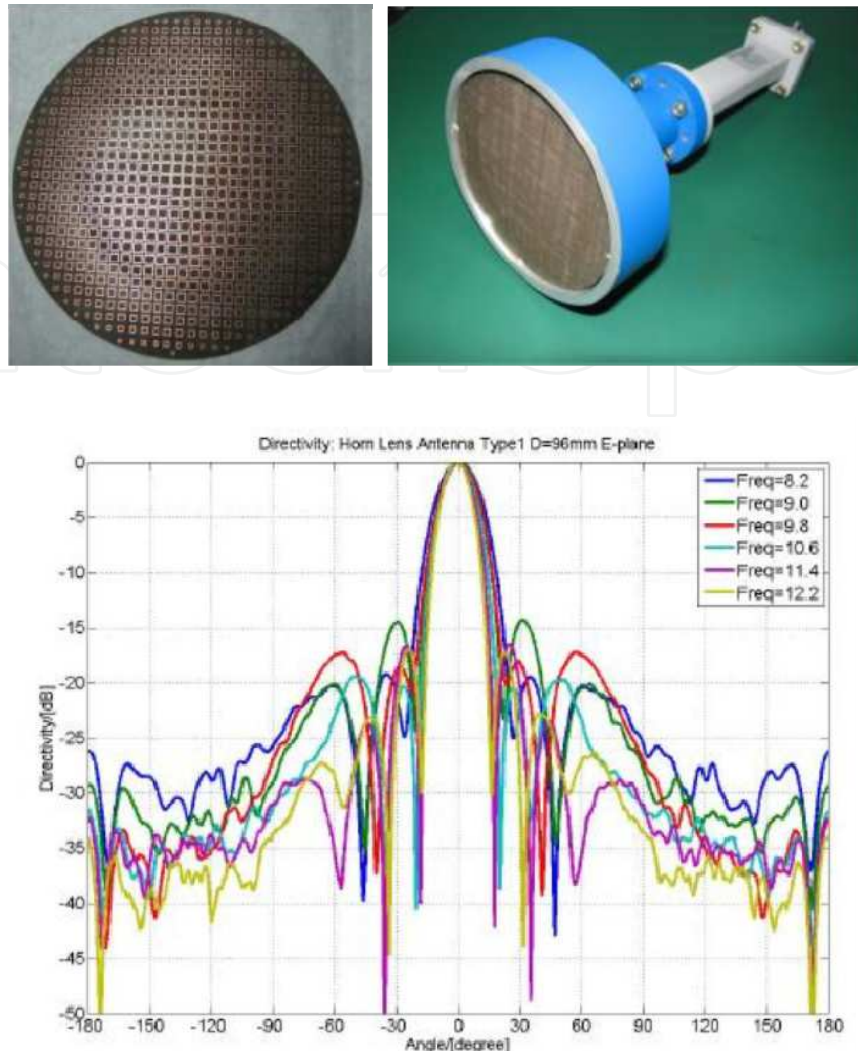 Directivity: Horn Lens Antenna Type1 D=96mm E-plane
Freq=8.2
Freq=9.0
Freq=9.8
Freq=10.6
Freq=11.4
Freq=12.2
Directivity/[dB]
0
-5
-10
-15
-20
-25
-30
-35
-40
-45
-50
-180 -150 -120 -90 -60 -30 0 30 60 90 120 150 180
Angle/[degree]